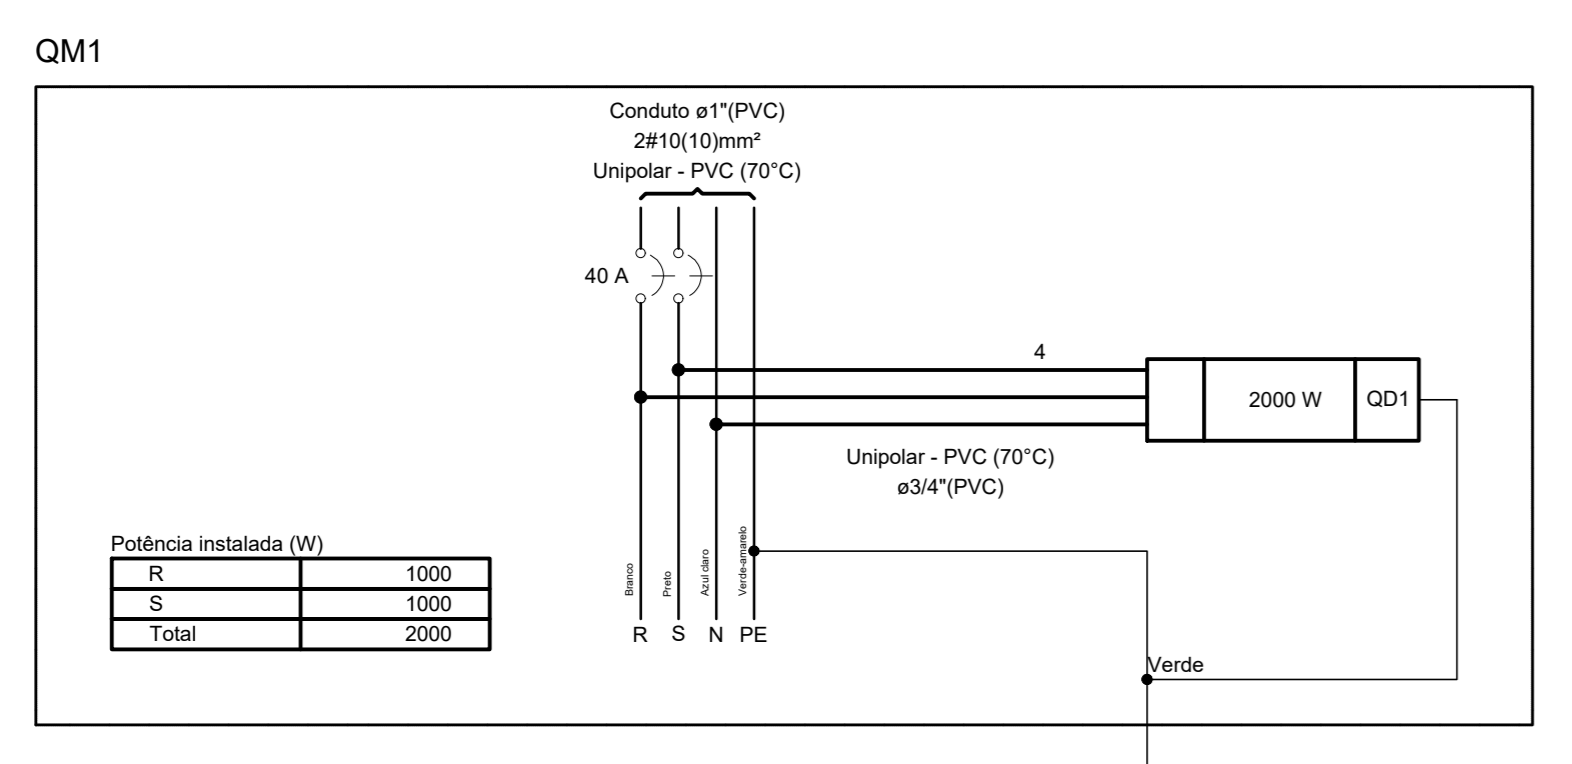 QM1
Conduto ø1"(PVC)
2#10(10)mm²
Unipolar - PVC (70°C)
40 A
4
2000 W
QD1
Unipolar - PVC (70°C)
ø3/4"(PVC)
Potência instalada (W)
R 1000
S 1000
Total 2000
Branco
Preto
Azul claro
Verde-amarelo
R S N PE
Verde